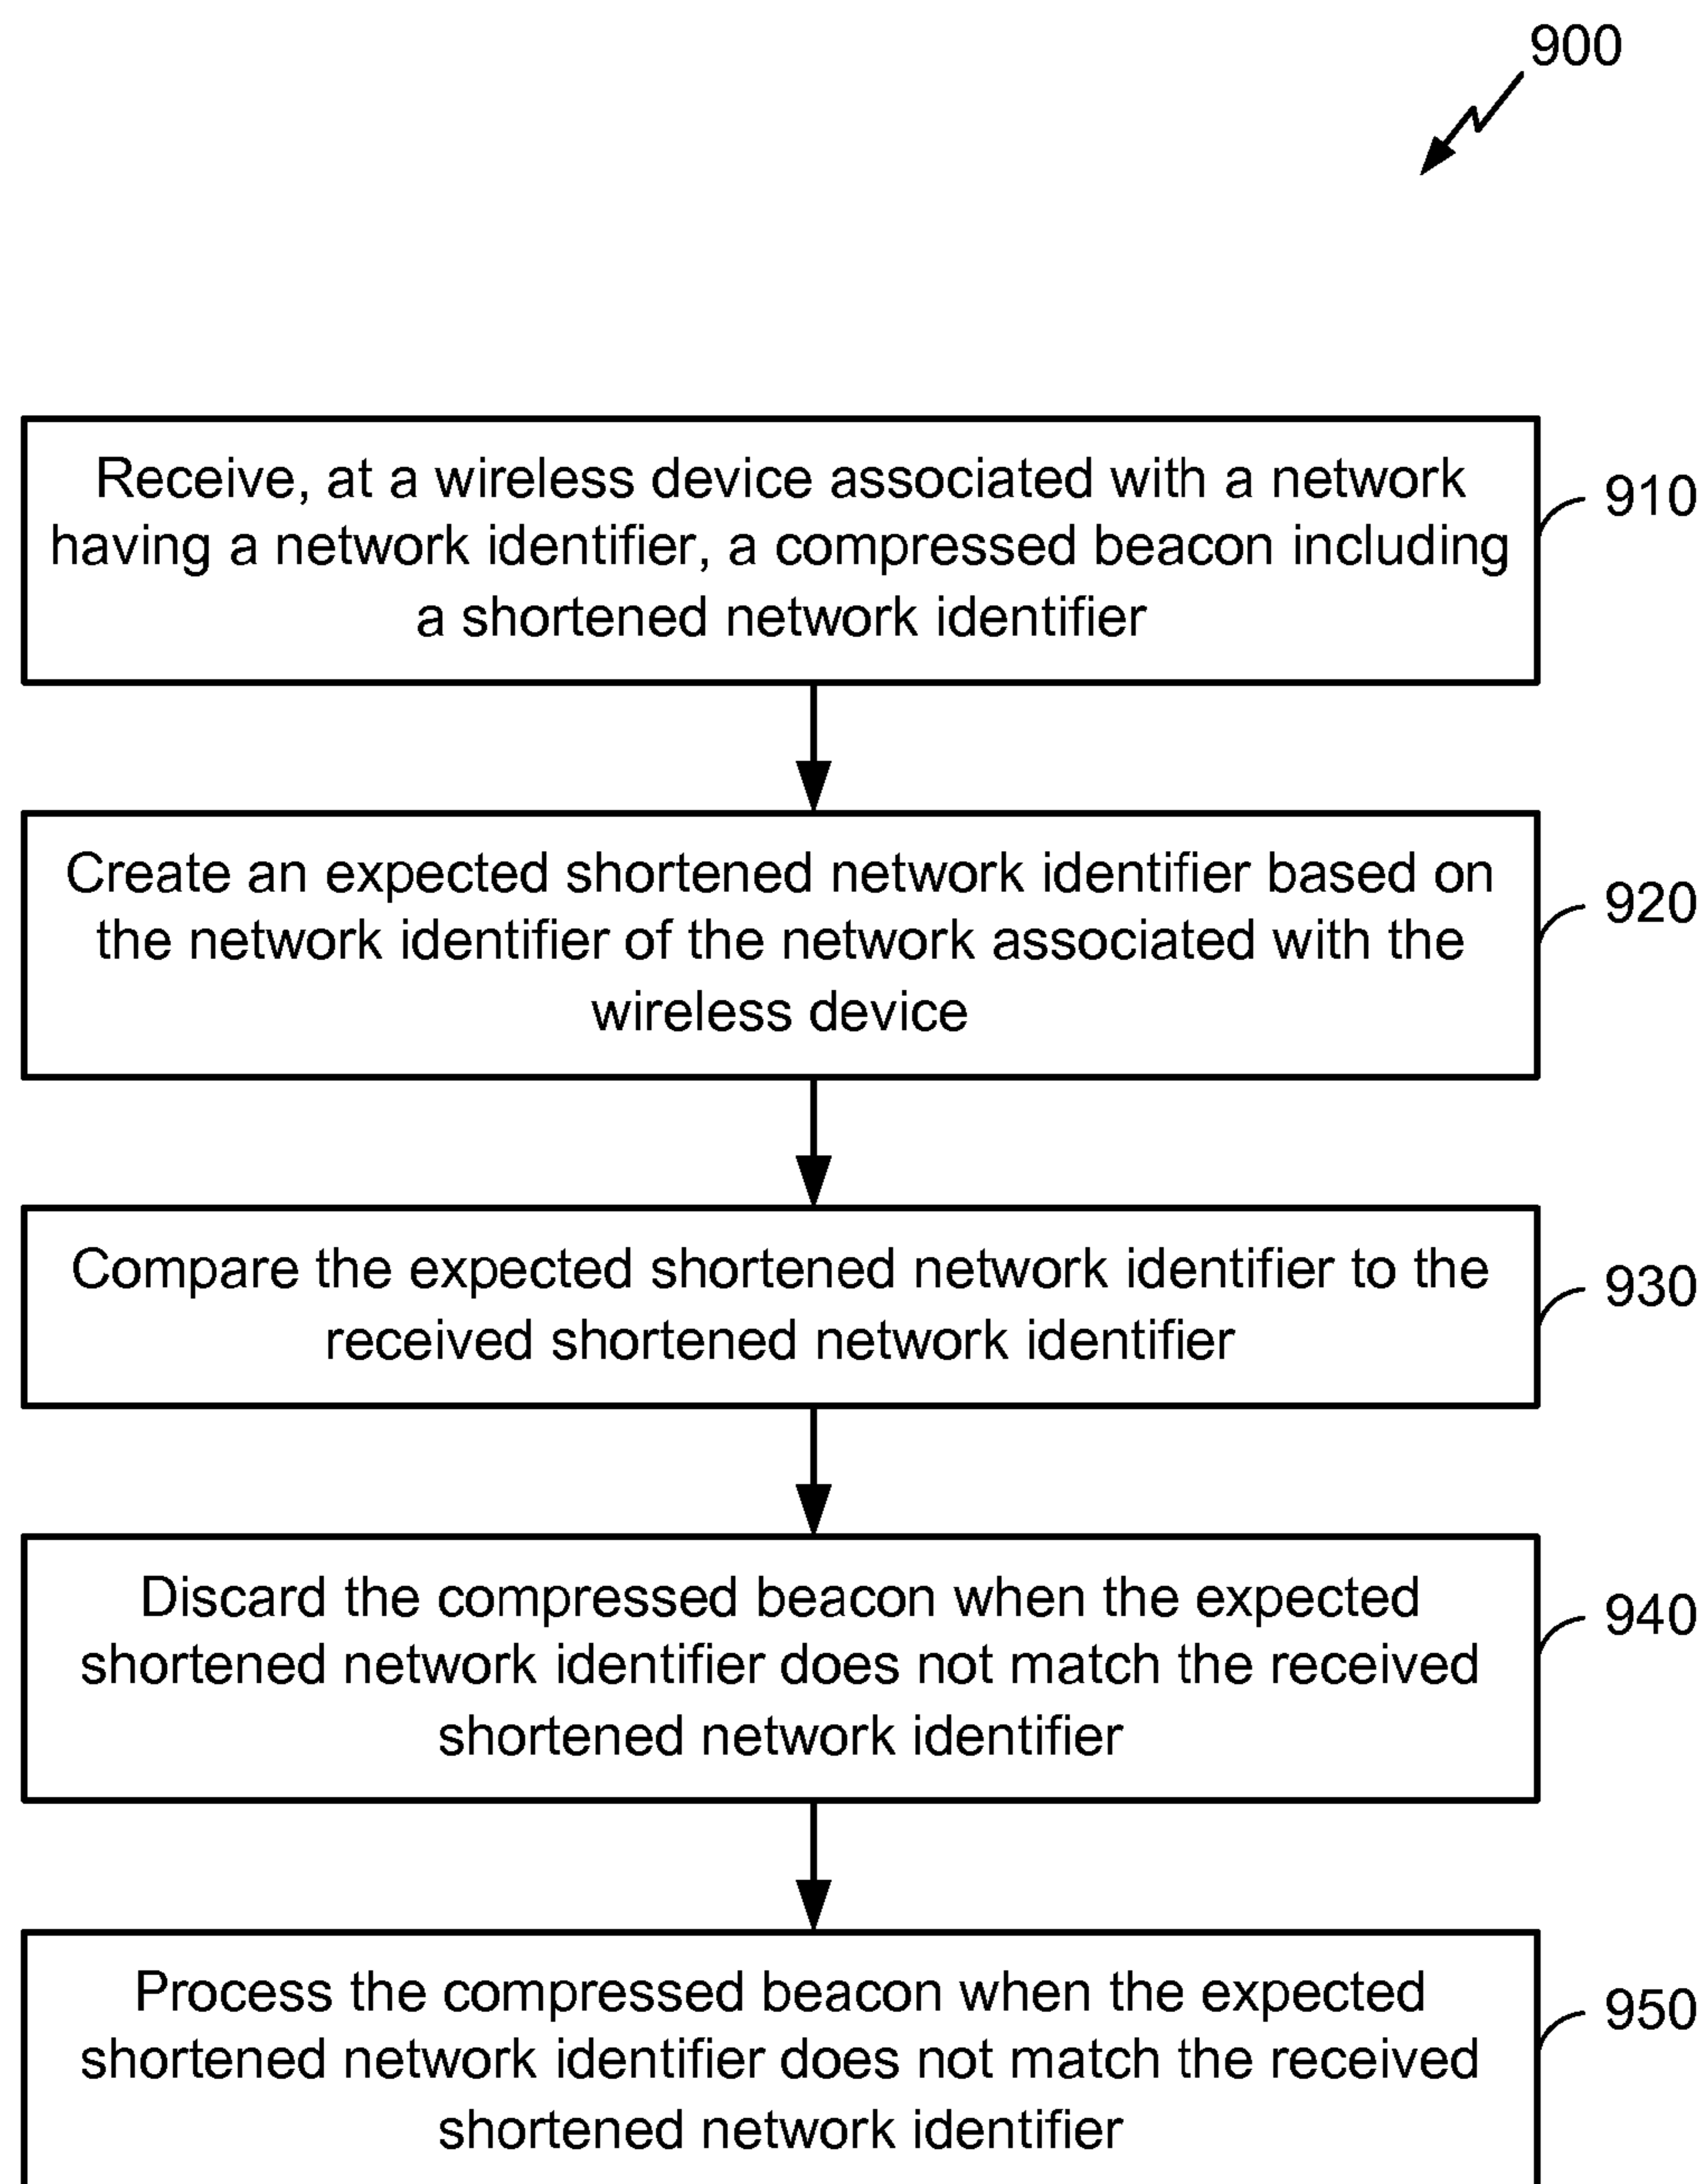 900
Receive, at a wireless device associated with a network
having a network identifier, a compressed beacon including
a shortened network identifier
910
Create an expected shortened network identifier based on
the network identifier of the network associated with the
wireless device
920
Compare the expected shortened network identifier to the
received shortened network identifier
930
Discard the compressed beacon when the expected
shortened network identifier does not match the received
shortened network identifier
940
Process the compressed beacon when the expected
shortened network identifier does not match the received
shortened network identifier
950